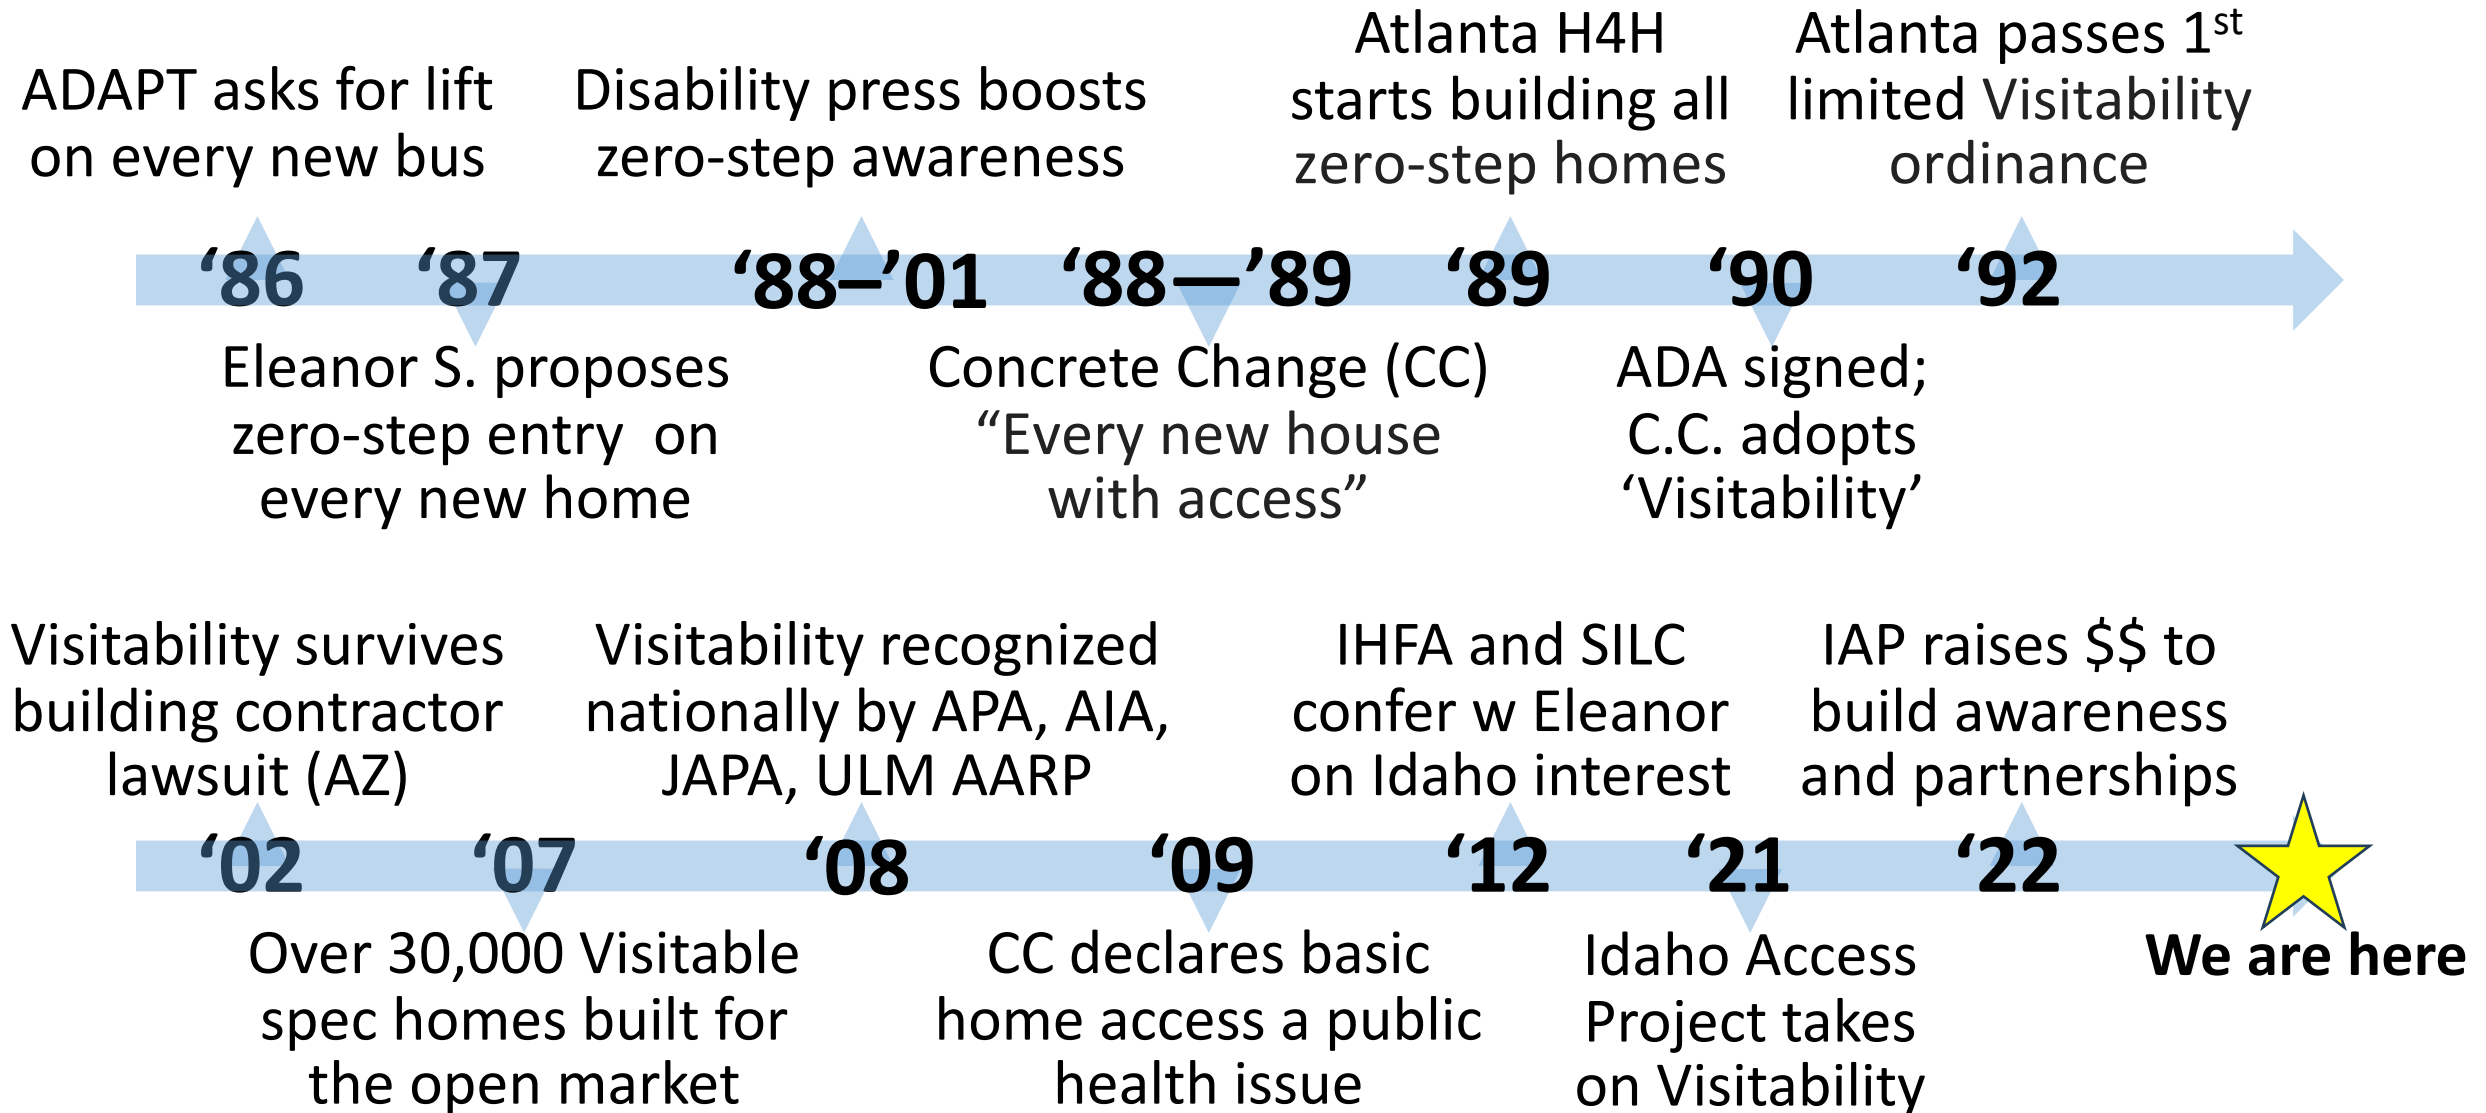 ADAPT asks for lift
on every new bus
Disability press boosts
zero-step awareness
Atlanta H4H
starts building all
zero-step homes
Atlanta passes 1st
limited Visitability
ordinance
‘86
‘87
‘88–’01
‘88—’89
‘89
‘90
‘92
Eleanor S. proposes
zero-step entry  on
every new home
Concrete Change (CC)
“Every new house
with access”
ADA signed;
C.C. adopts
‘Visitability’
Visitability survives
building contractor
lawsuit (AZ)
Visitability recognized
nationally by APA, AIA,
JAPA, ULM AARP
IHFA and SILC
confer w Eleanor
on Idaho interest
IAP raises $$ to
build awareness
and partnerships
‘02
‘07
‘08
‘09
‘12
‘21
‘22
Over 30,000 Visitable
spec homes built for
the open market
CC declares basic
home access a public
health issue
Idaho Access
Project takes
on Visitability
We are here